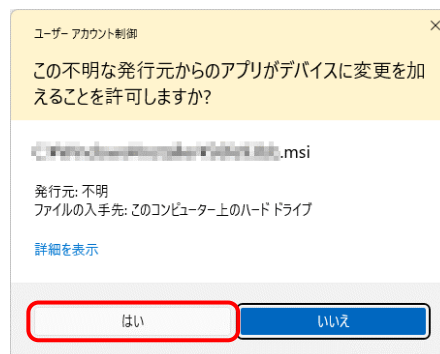 ユーザー アカウント制御
この不明な発行元からのアプリがデバイスに変更を加
えることを許可しますか?
.msi
発行元: 不明
ファイルの入手先: このコンピューター上のハード ドライブ
詳細を表示
はい
いいえ